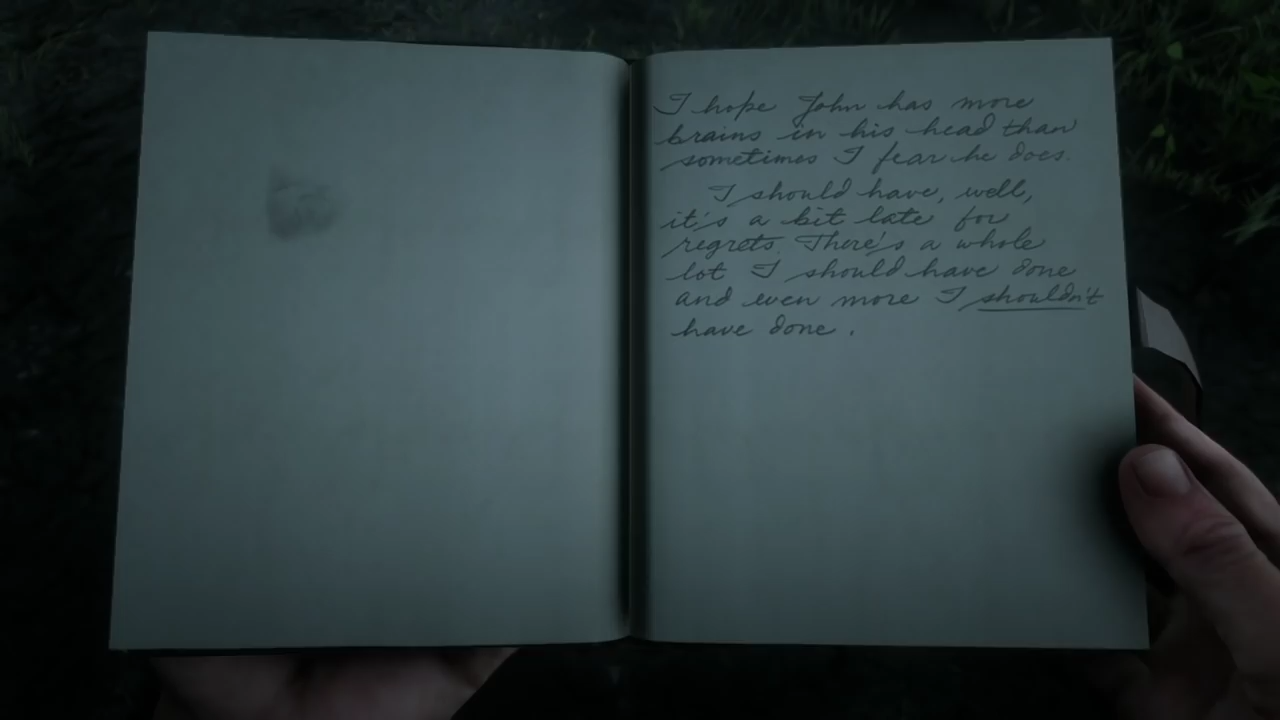 I hope John has more
brains in his head than
sometimes I fear he does.
I should have, well,
it's a bit late for
regrets. There's a whole
lot I should have done
and even more I shouldn't
have done.